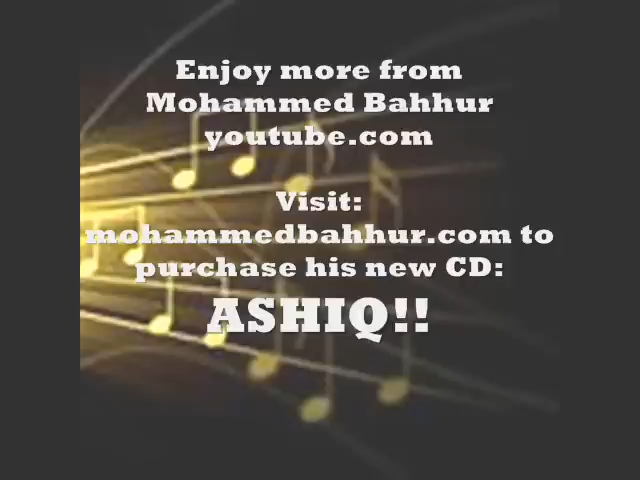 Enjoy more from
Mohammed Bahhur
youtube.com
Visit:
mohammedbahhur.com to
purchase his new CD:
ASHIQ!!